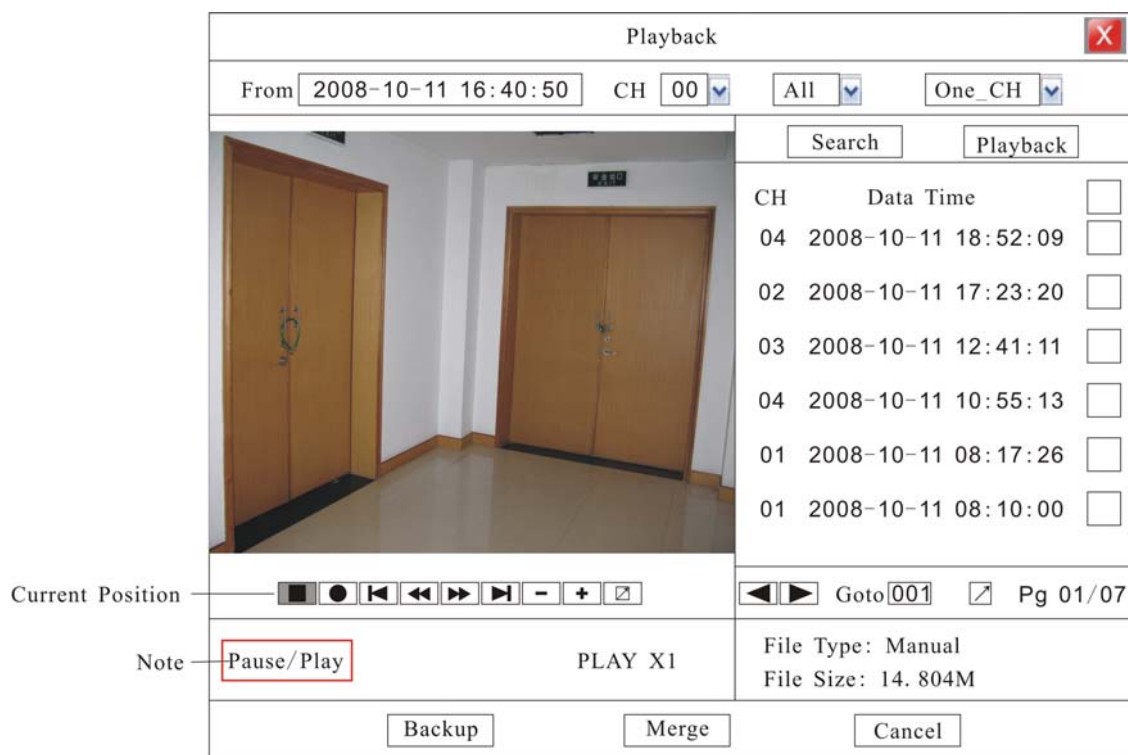 Playback
X
From 2008-10-11 16:40:50 CH 00 All One_CH
Search Playback
CH Data Time
04 2008-10-11 18:52:09
02 2008-10-11 17:23:20
03 2008-10-11 12:41:11
04 2008-10-11 10:55:13
01 2008-10-11 08:17:26
01 2008-10-11 08:10:00
Current Position
Goto 001 Pg 01/07
Note
Pause/Play PLAY X1
File Type: Manual
File Size: 14.804M
Backup Merge Cancel